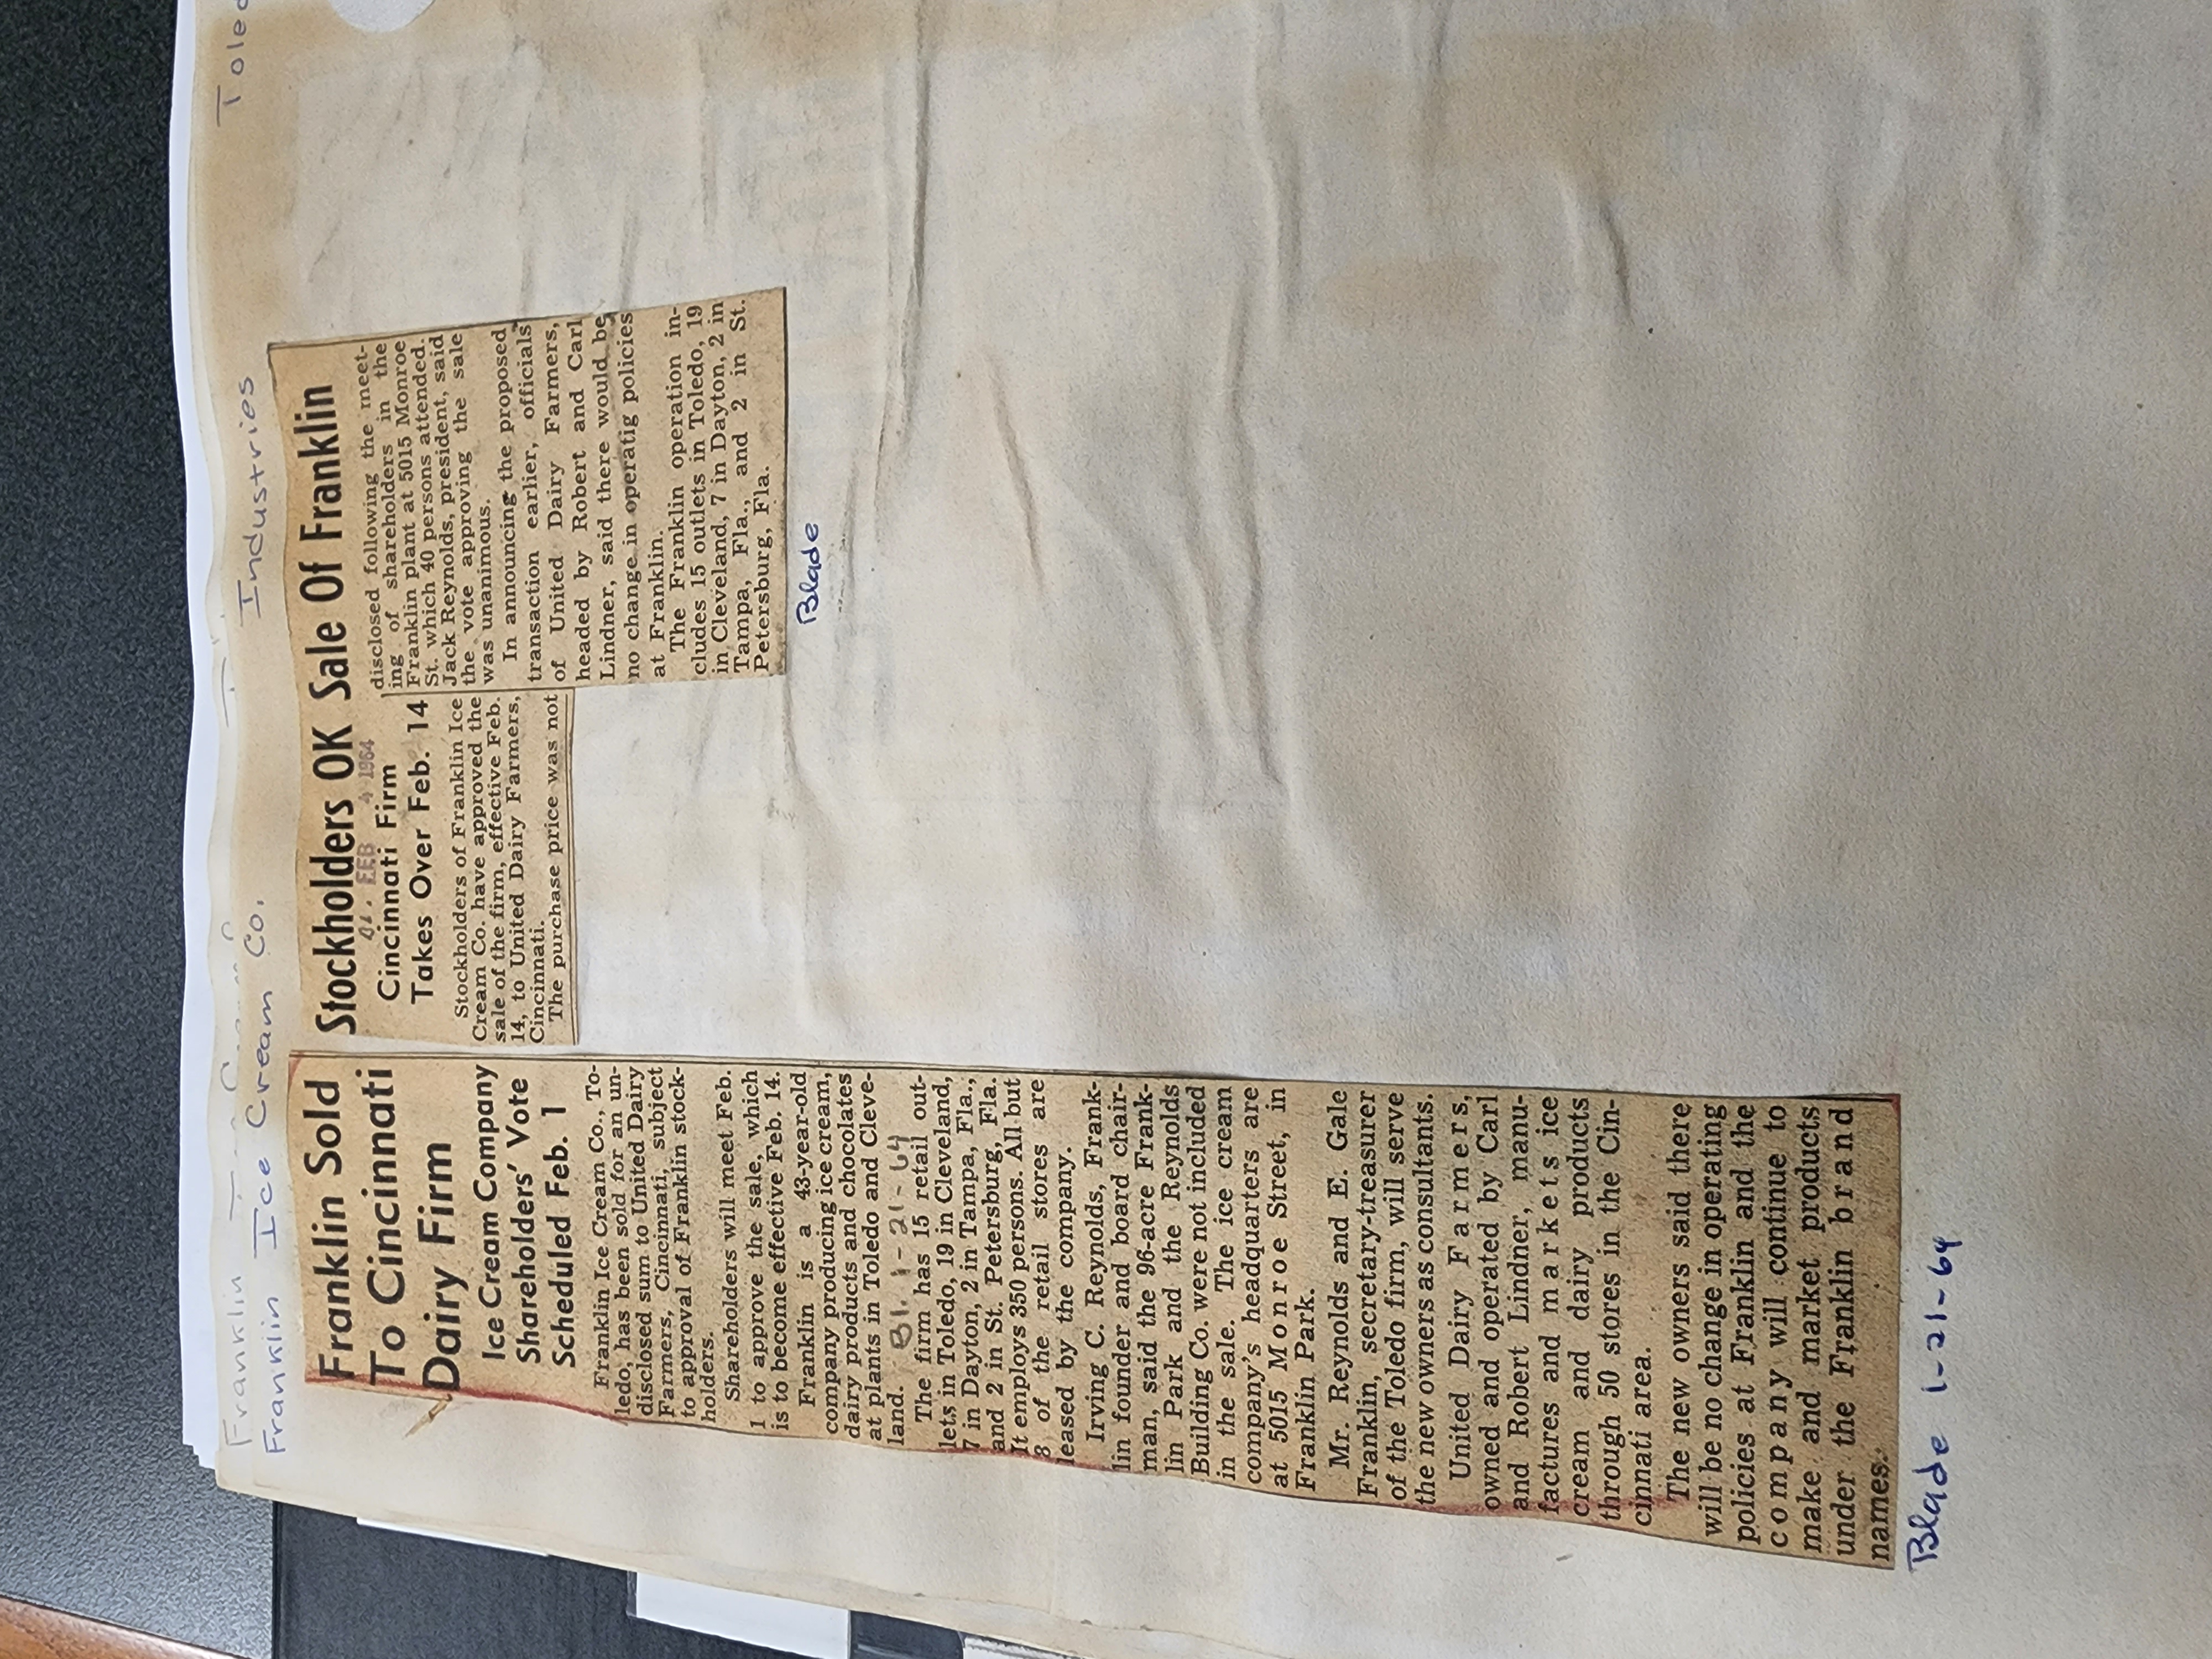 Franklin
Franklin Ice Cream Co.
Industries
Franklin Sold
To Cincinnati
Dairy Firm
Ice Cream Company
Shareholders' Vote
Scheduled Feb. 1
Franklin Ice Cream Co., To-
ledo, has been sold for an un-
disclosed sum to United Dairy
Farmers, Cincinnati, subject
to approval of Franklin stock-
holders.
Shareholders will meet Feb.
1 to approve the sale, which
is to become effective Feb. 14.
Franklin is a 43-year-old
company producing ice cream,
dairy products and chocolates
at plants in Toledo and Cleve-
land. Bl. 1-21-64
The firm has 15 retail out-
lets in Toledo, 19 in Cleveland,
7 in Dayton, 2 in Tampa, Fla.,
and 2 in St. Petersburg, Fla.
It employs 350 persons. All but
8 of the retail stores are
leased by the company.
Irving C. Reynolds, Frank-
lin founder and board chair-
man, said the 96-acre Frank-
lin Park and the Reynolds
Building Co. were not included
in the sale. The ice cream
company's headquarters are
at 5015 Monroe Street, in
Franklin Park.
Mr. Reynolds and E. Gale
Franklin, secretary-treasurer
of the Toledo firm, will serve
the new owners as consultants.
United Dairy Farmers,
owned and operated by Carl
and Robert Lindner, manu-
factures and markets ice
cream and dairy products
through 50 stores in the Cin-
cinnati area.
The new owners said there
will be no change in operating
policies at Franklin and the
company will continue to
make and market products
under the Franklin brand
names.
Blade 1-21-64
Stockholders OK Sale Of Franklin
FEB 4 1964
Cincinnati Firm
Takes Over Feb. 14
Stockholders of Franklin Ice
Cream Co. have approved the
sale of the firm, effective Feb.
14, to United Dairy Farmers,
Cincinnati.
The purchase price was not
disclosed following the meet-
ing of shareholders in the
Franklin plant at 5015 Monroe
St. which 40 persons attended.
Jack Reynolds, president, said
the vote approving the sale
was unanimous.
In announcing the proposed
transaction earlier, officials
of United Dairy Farmers,
headed by Robert and Carl
Lindner, said there would be
no change in operatig policies
at Franklin.
The Franklin operation in-
cludes 15 outlets in Toledo, 19
in Cleveland, 7 in Dayton, 2 in
Tampa, Fla., and 2 in St.
Petersburg, Fla.
Blade